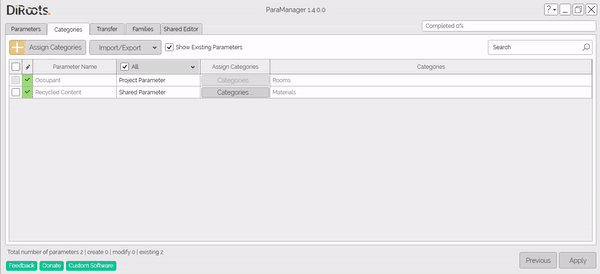 DiRoots.
ParaManager 1.4.0.0
?
Completed 0%
Parameters Categories Transfer Families Shared Editor
Assign Categories Import/Export Show Existing Parameters Search
Parameter Name All Assign Categories Categories
Occupant Project Parameter Categories... Rooms
Recycled Content Shared Parameter Categories... Materials
Total number of parameters 2 | create 0 | modify 0 | existing 2
Feedback Donate Custom Software
Previous Apply